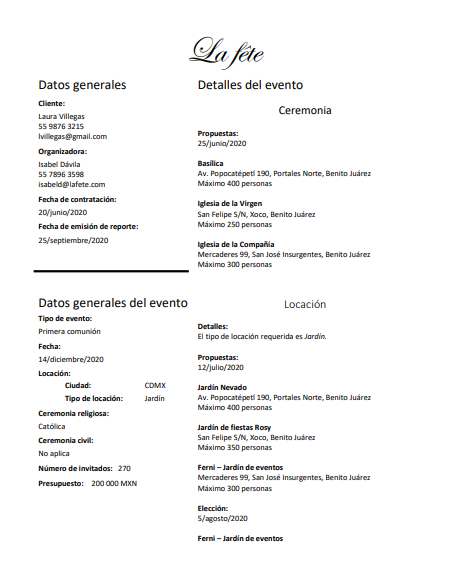 La fête
Datos generales
Cliente:
Laura Villegas
55 9876 3215
lvillegas@gmail.com
Organizadora:
Isabel Dávila
55 7896 3598
isabeld@lafete.com
Fecha de contratación:
20/junio/2020
Fecha de emisión de reporte:
25/septiembre/2020
Datos generales del evento
Tipo de evento:
Primera comunión
Fecha:
14/diciembre/2020
Locación:
Ciudad: CDMX
Tipo de locación: Jardín
Ceremonia religiosa:
Católica
Ceremonia civil:
No aplica
Número de invitados: 270
Presupuesto: 200 000 MXN
Detalles del evento
Ceremonia
Propuestas:
25/junio/2020
Basílica
Av. Popocatépetl 190, Portales Norte, Benito Juárez
Máximo 400 personas
Iglesia de la Virgen
San Felipe S/N, Xoco, Benito Juárez
Máximo 250 personas
Iglesia de la Compañía
Mercaderes 99, San José Insurgentes, Benito Juárez
Máximo 300 personas
Locación
Detalles:
El tipo de locación requerida es Jardín.
Propuestas:
12/julio/2020
Jardín Nevado
Av. Popocatépetl 190, Portales Norte, Benito Juárez
Máximo 400 personas
Jardín de fiestas Rosy
San Felipe S/N, Xoco, Benito Juárez
Máximo 350 personas
Ferni – Jardín de eventos
Mercaderes 99, San José Insurgentes, Benito Juárez
Máximo 300 personas
Elección:
5/agosto/2020
Ferni – Jardín de eventos